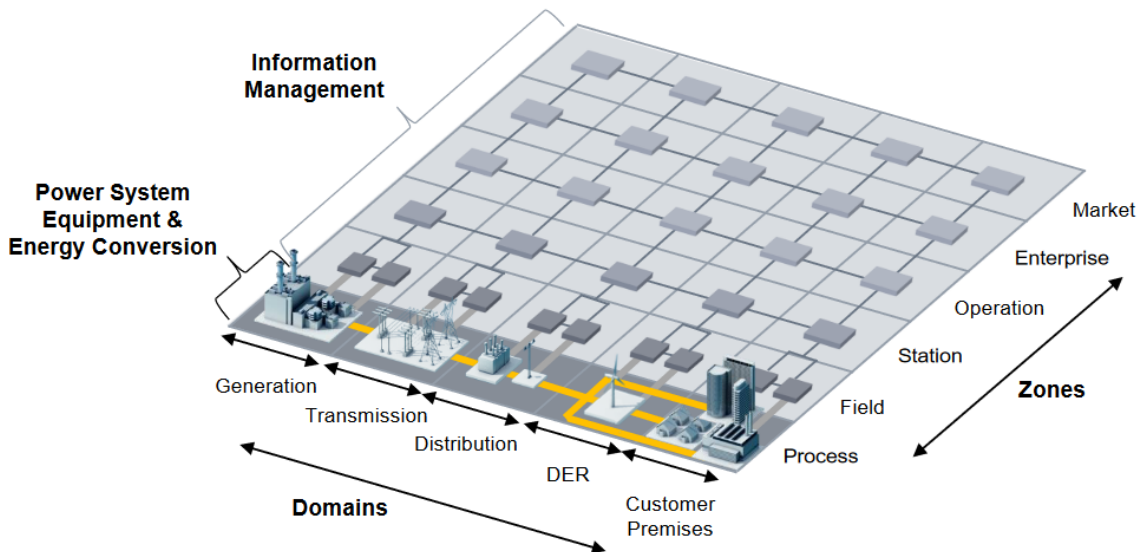 Information
Management
Power System
Equipment &
Energy Conversion
Market
Enterprise
Operation
Station
Field
Process
Zones
Generation
Transmission
Distribution
DER
Customer
Premises
Domains